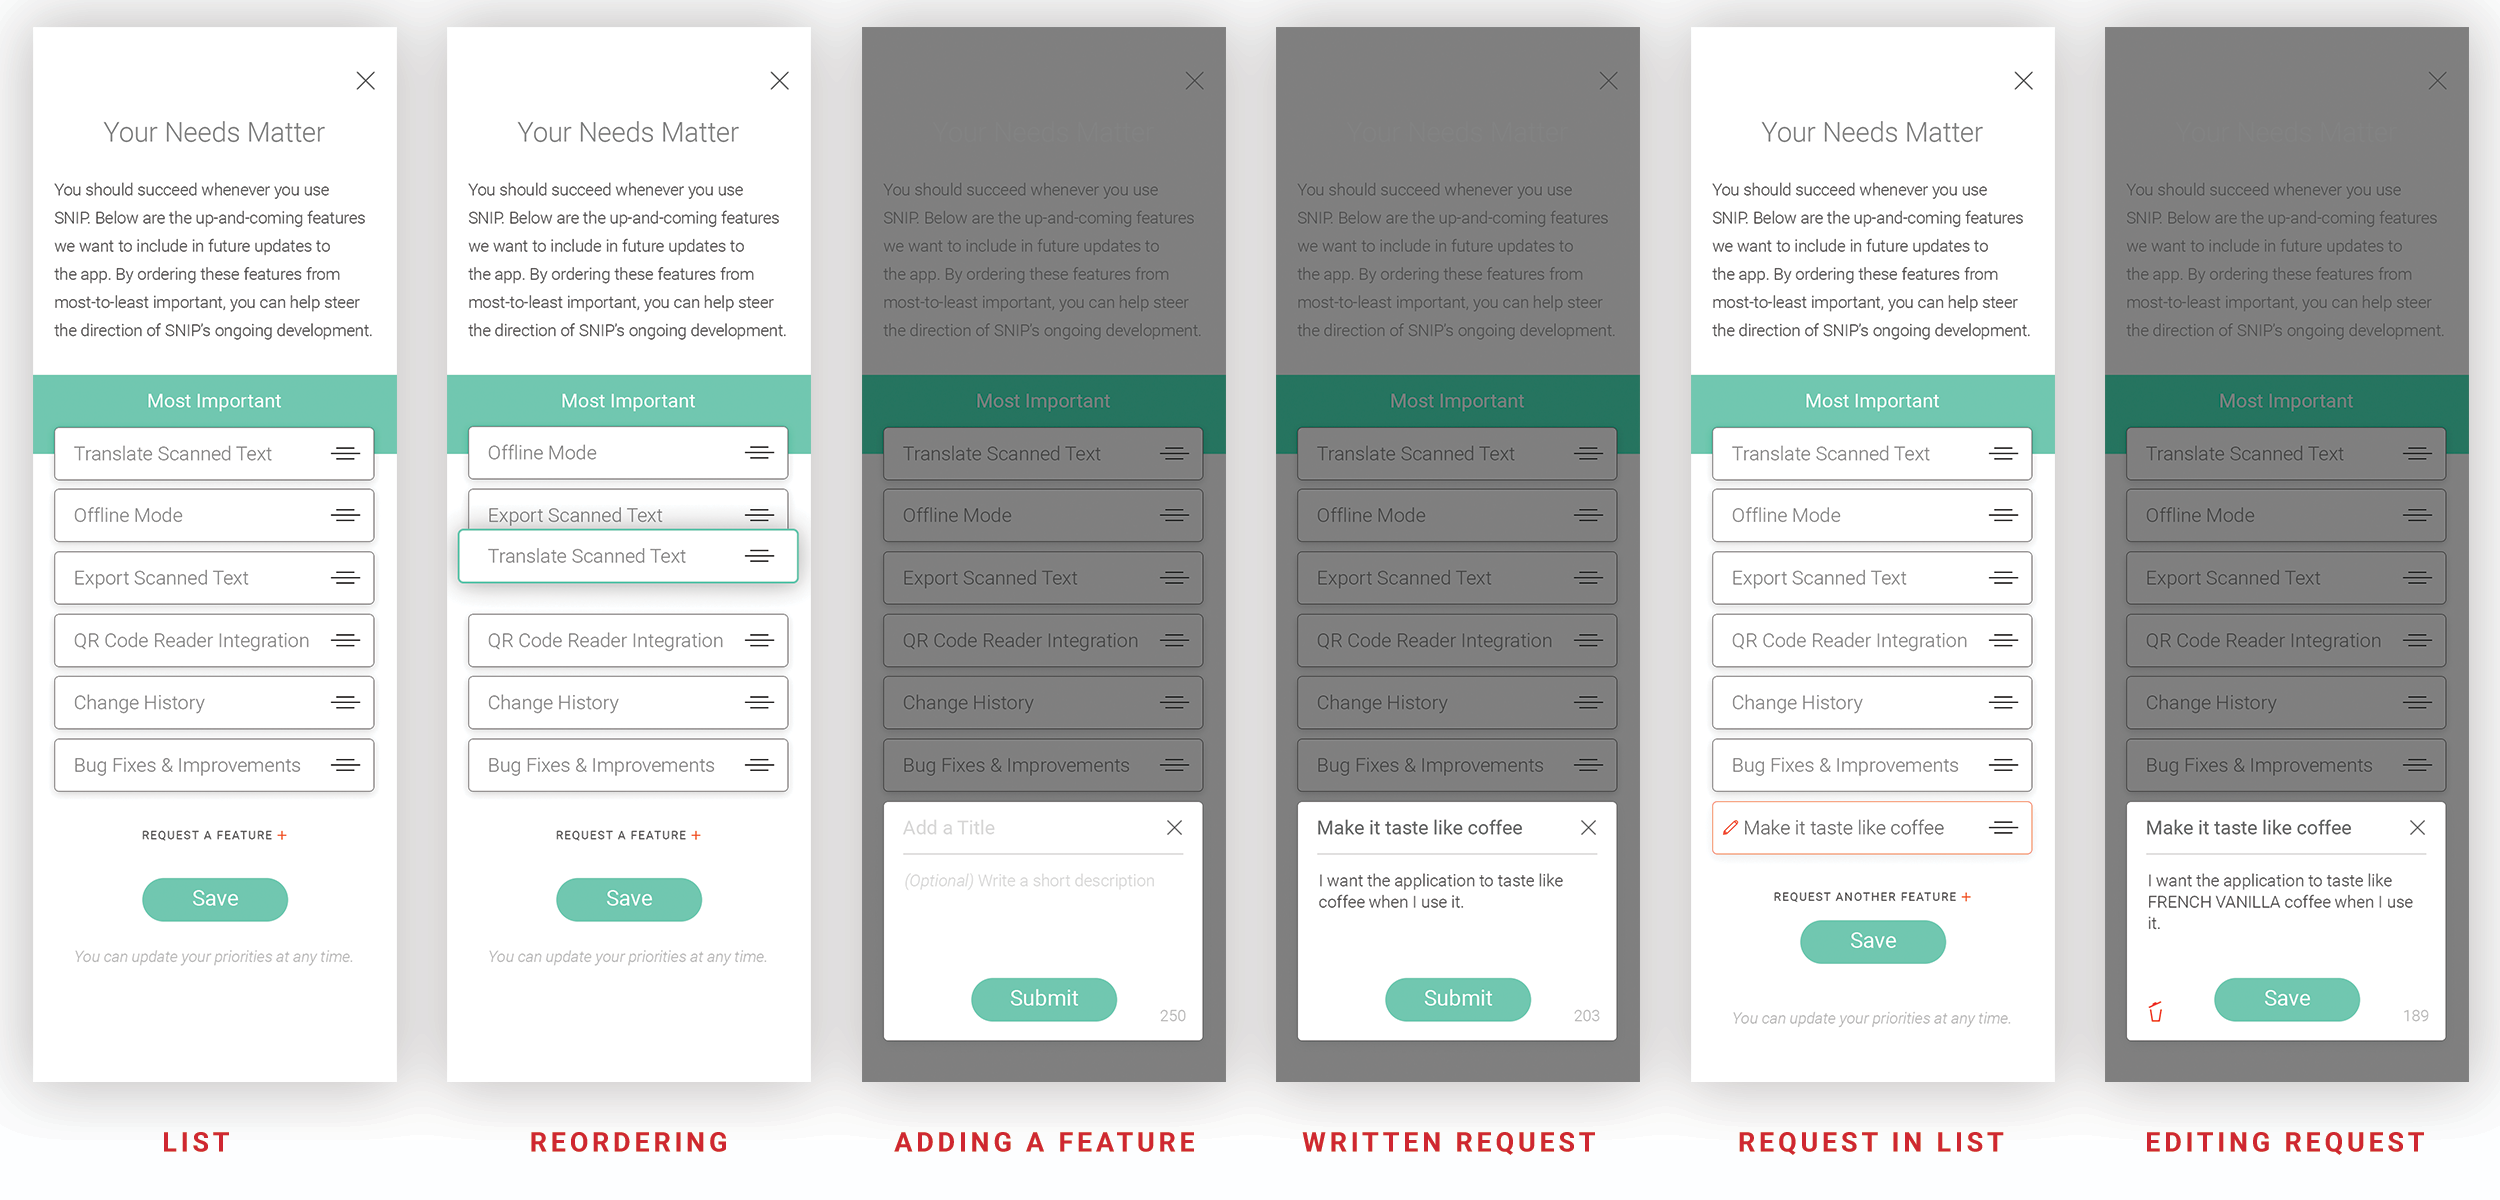 Your Needs Matter
You should succeed whenever you use
SNIP. Below are the up-and-coming features
we want to include in future updates to
the app. By ordering these features from
most-to-least important, you can help steer
the direction of SNIP's ongoing development.
Most Important
Translate Scanned Text
Offline Mode
Export Scanned Text
QR Code Reader Integration
Change History
Bug Fixes & Improvements
REQUEST A FEATURE +
Save
You can update your priorities at any time.
LIST
Your Needs Matter
You should succeed whenever you use
SNIP. Below are the up-and-coming features
we want to include in future updates to
the app. By ordering these features from
most-to-least important, you can help steer
the direction of SNIP's ongoing development.
Most Important
Offline Mode
Export Scanned Text
Translate Scanned Text
QR Code Reader Integration
Change History
Bug Fixes & Improvements
REQUEST A FEATURE +
Save
You can update your priorities at any time.
REORDERING
Your Needs Matter
You should succeed whenever you use
SNIP. Below are the up-and-coming features
we want to include in future updates to
the app. By ordering these features from
most-to-least important, you can help steer
the direction of SNIP's ongoing development.
Most Important
Translate Scanned Text
Offline Mode
Export Scanned Text
QR Code Reader Integration
Change History
Bug Fixes & Improvements
Add a Title
(Optional) Write a short description
Submit
250
ADDING A FEATURE
Your Needs Matter
You should succeed whenever you use
SNIP. Below are the up-and-coming features
we want to include in future updates to
the app. By ordering these features from
most-to-least important, you can help steer
the direction of SNIP's ongoing development.
Most Important
Translate Scanned Text
Offline Mode
Export Scanned Text
QR Code Reader Integration
Change History
Bug Fixes & Improvements
Make it taste like coffee
I want the application to taste like
coffee when I use it.
Submit
203
WRITTEN REQUEST
Your Needs Matter
You should succeed whenever you use
SNIP. Below are the up-and-coming features
we want to include in future updates to
the app. By ordering these features from
most-to-least important, you can help steer
the direction of SNIP's ongoing development.
Most Important
Translate Scanned Text
Offline Mode
Export Scanned Text
QR Code Reader Integration
Change History
Bug Fixes & Improvements
Make it taste like coffee
REQUEST ANOTHER FEATURE +
Save
You can update your priorities at any time.
REQUEST IN LIST
Your Needs Matter
You should succeed whenever you use
SNIP. Below are the up-and-coming features
we want to include in future updates to
the app. By ordering these features from
most-to-least important, you can help steer
the direction of SNIP's ongoing development.
Most Important
Translate Scanned Text
Offline Mode
Export Scanned Text
QR Code Reader Integration
Change History
Bug Fixes & Improvements
Make it taste like coffee
I want the application to taste like
FRENCH VANILLA coffee when I use
it.
Save
189
EDITING REQUEST